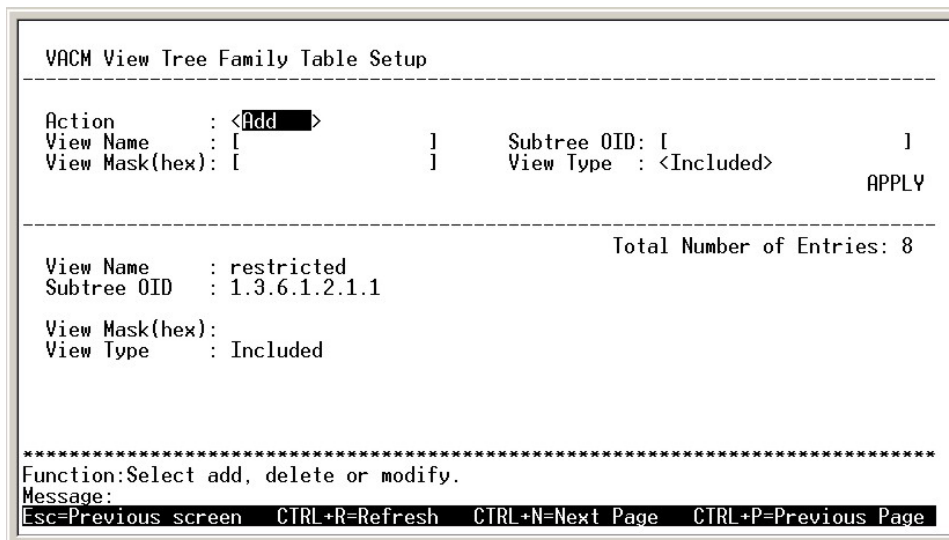 VACM View Tree Family Table Setup
--------------------------------------------------------------------------------
Action : <Add >
View Name : [ ] Subtree OID: [ ]
View Mask(hex): [ ] View Type : <Included>
APPLY
--------------------------------------------------------------------------------
Total Number of Entries: 8
View Name : restricted
Subtree OID : 1.3.6.1.2.1.1
View Mask(hex):
View Type : Included
********************************************************************************
Function:Select add, delete or modify.
Message:
Esc=Previous screen CTRL+R=Refresh CTRL+N=Next Page CTRL+P=Previous Page